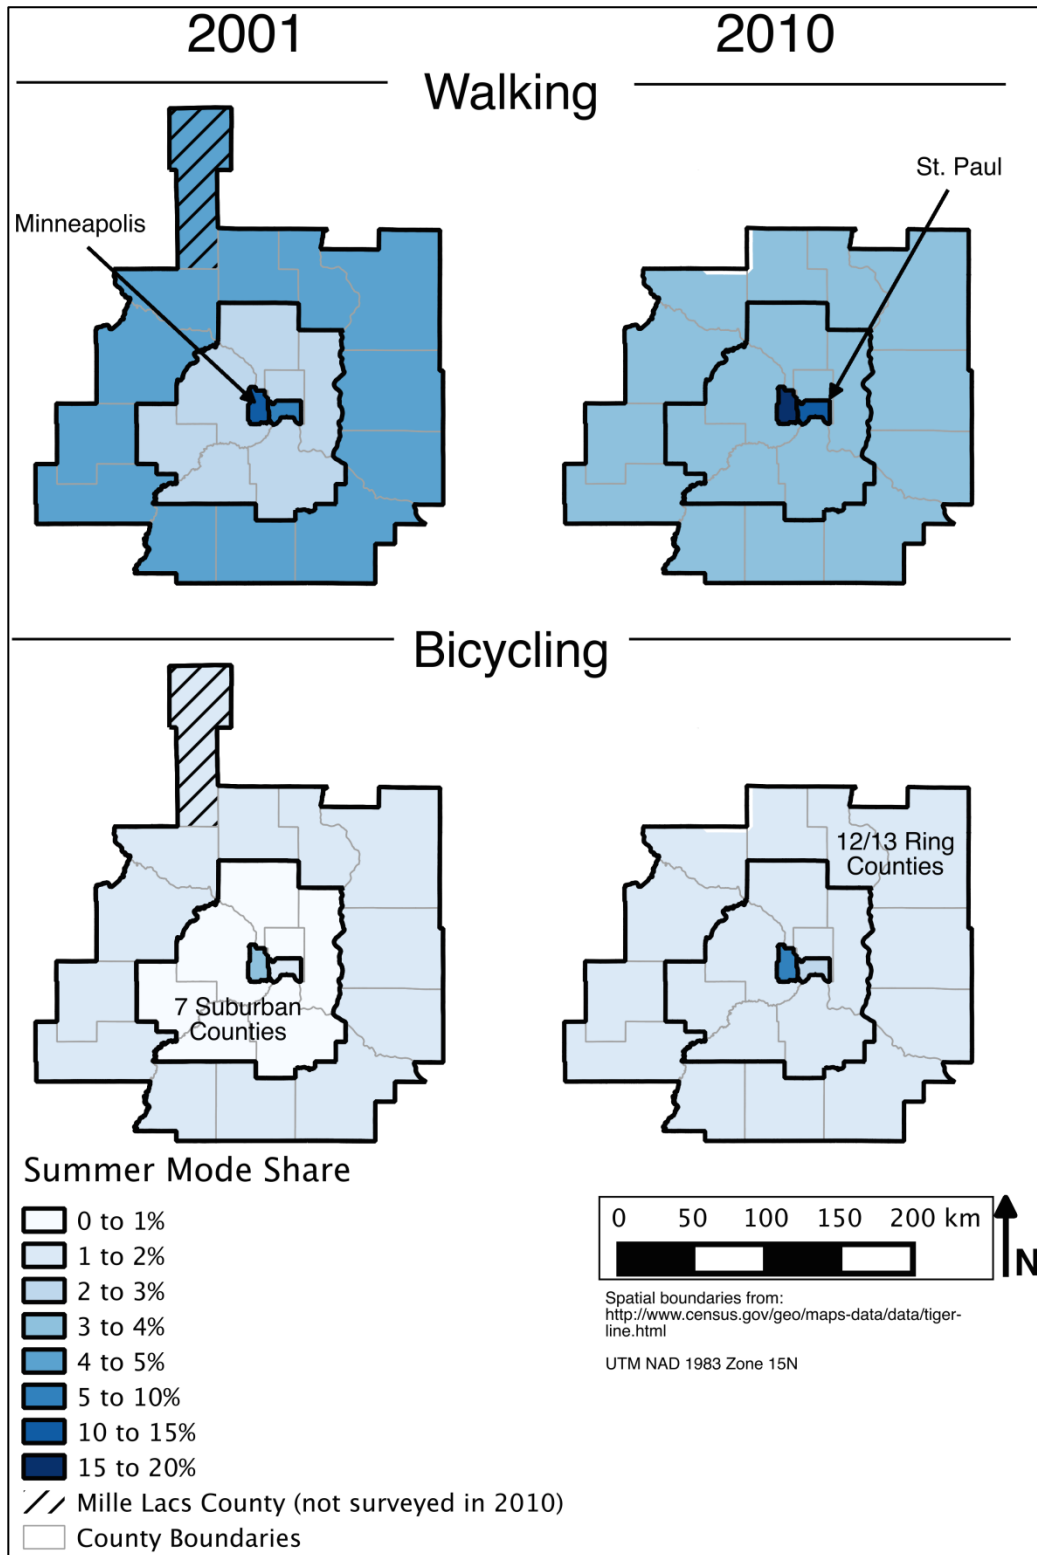 2001
2010
Walking
St. Paul
Minneapolis
Bicycling
12/13 Ring
Counties
7 Suburban
Counties
Summer Mode Share
0 to 1%
1 to 2%
2 to 3%
3 to 4%
4 to 5%
5 to 10%
10 to 15%
15 to 20%
Mille Lacs County (not surveyed in 2010)
County Boundaries
0 50 100 150 200 km
N
Spatial boundaries from:
http://www.census.gov/geo/maps-data/data/tiger-
line.html
UTM NAD 1983 Zone 15N